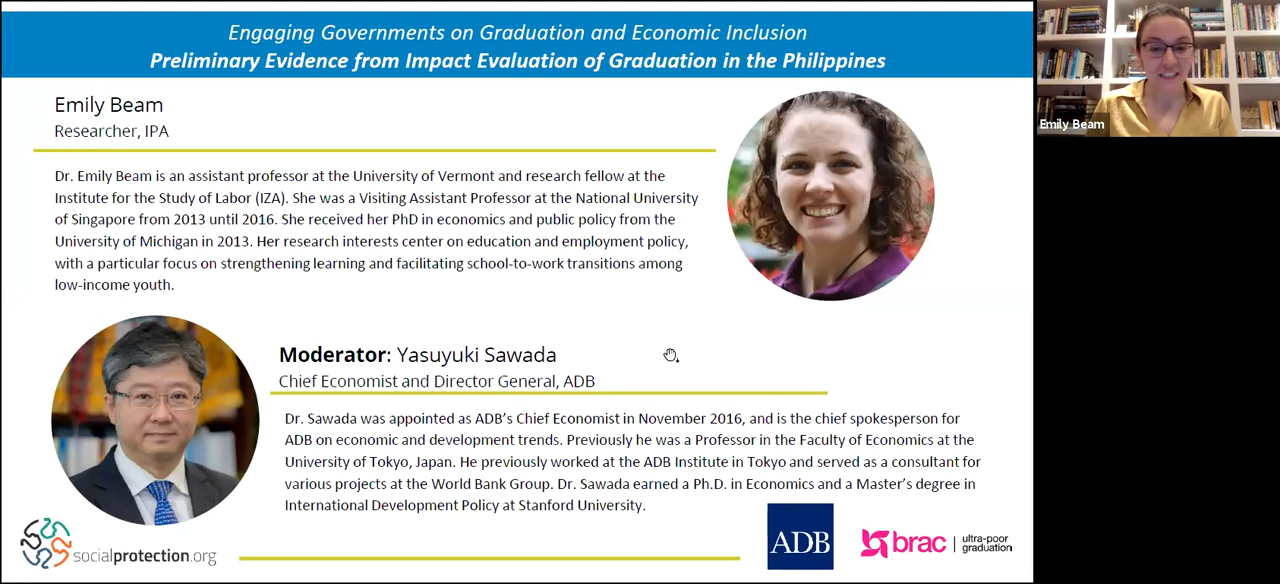 Engaging Governments on Graduation and Economic Inclusion
Preliminary Evidence from Impact Evaluation of Graduation in the Philippines
Emily Beam
Researcher, IPA
Dr. Emily Beam is an assistant professor at the University of Vermont and research fellow at the
Institute for the Study of Labor (IZA). She was a Visiting Assistant Professor at the National University
of Singapore from 2013 until 2016. She received her PhD in economics and public policy from the
University of Michigan in 2013. Her research interests center on education and employment policy,
with a particular focus on strengthening learning and facilitating school-to-work transitions among
low-income youth.
Moderator: Yasuyuki Sawada
Chief Economist and Director General, ADB
Dr. Sawada was appointed as ADB's Chief Economist in November 2016, and is the chief spokesperson for
ADB on economic and development trends. Previously he was a Professor in the Faculty of Economics at the
University of Tokyo, Japan. He previously worked at the ADB Institute in Tokyo and served as a consultant for
various projects at the World Bank Group. Dr. Sawada earned a Ph.D. in Economics and a Master's degree in
International Development Policy at Stanford University.
socialprotection.org
ADB
brac | ultra-poor
graduation
Emily Beam